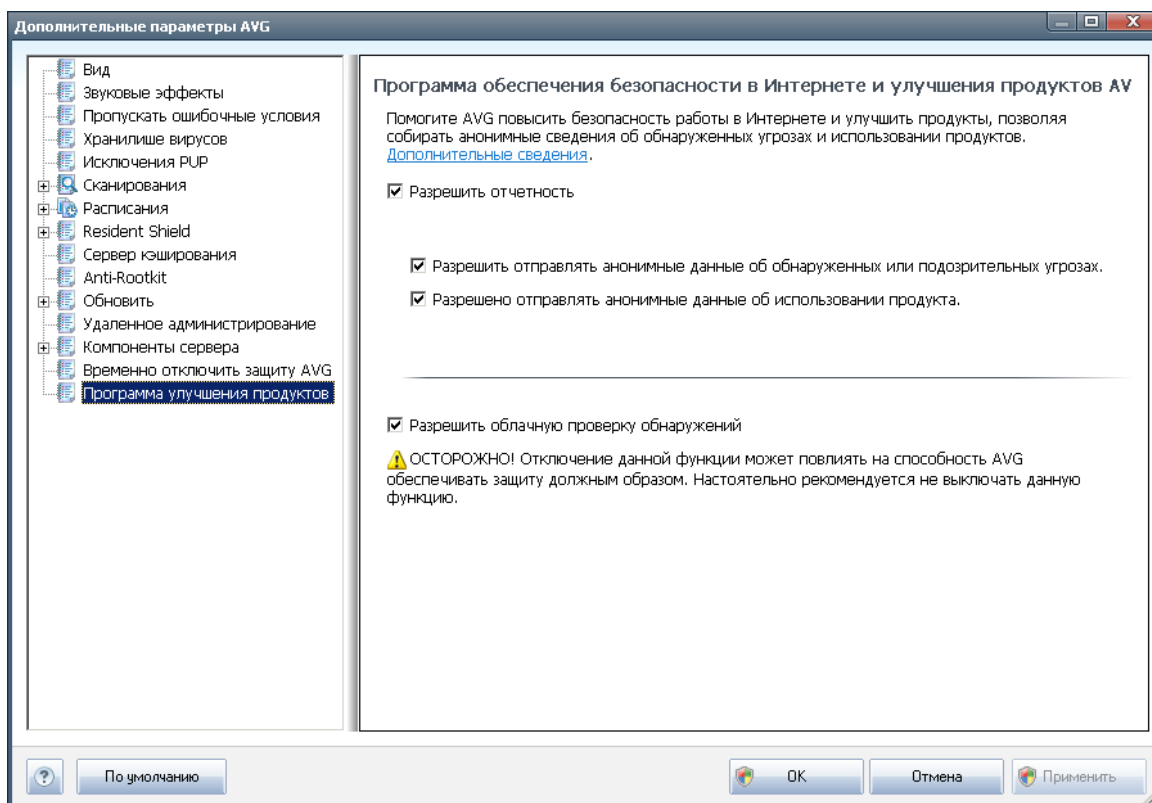 Дополнительные параметры AVG
Вид
Звуковые эффекты
Пропускать ошибочные условия
Хранилише вирусов
Исключения PUP
Сканирования
Расписания
Resident Shield
Сервер кэширования
Anti-Rootkit
Обновить
Удаленное администрирование
Компоненты сервера
Временно отключить защиту AVG
Программа улучшения продуктов
Программа обеспечения безопасности в Интернете и улучшения продуктов AV
Помогите AVG повысить безопасность работы в Интернете и улучшить продукты, позволяя
собирать анонимные сведения об обнаруженных угрозах и использовании продуктов.
Дополнительные сведения.
Разрешить отчетность
Разрешить отправлять анонимные данные об обнаруженных или подозрительных угрозах.
Разрешено отправлять анонимные данные об использовании продукта.
Разрешить облачную проверку обнаружений
ОСТОРОЖНО! Отключение данной функции может повлиять на способность AVG
обеспечивать защиту должным образом. Настоятельно рекомендуется не выключать данную
функцию.
? По умолчанию OK Отмена Применить